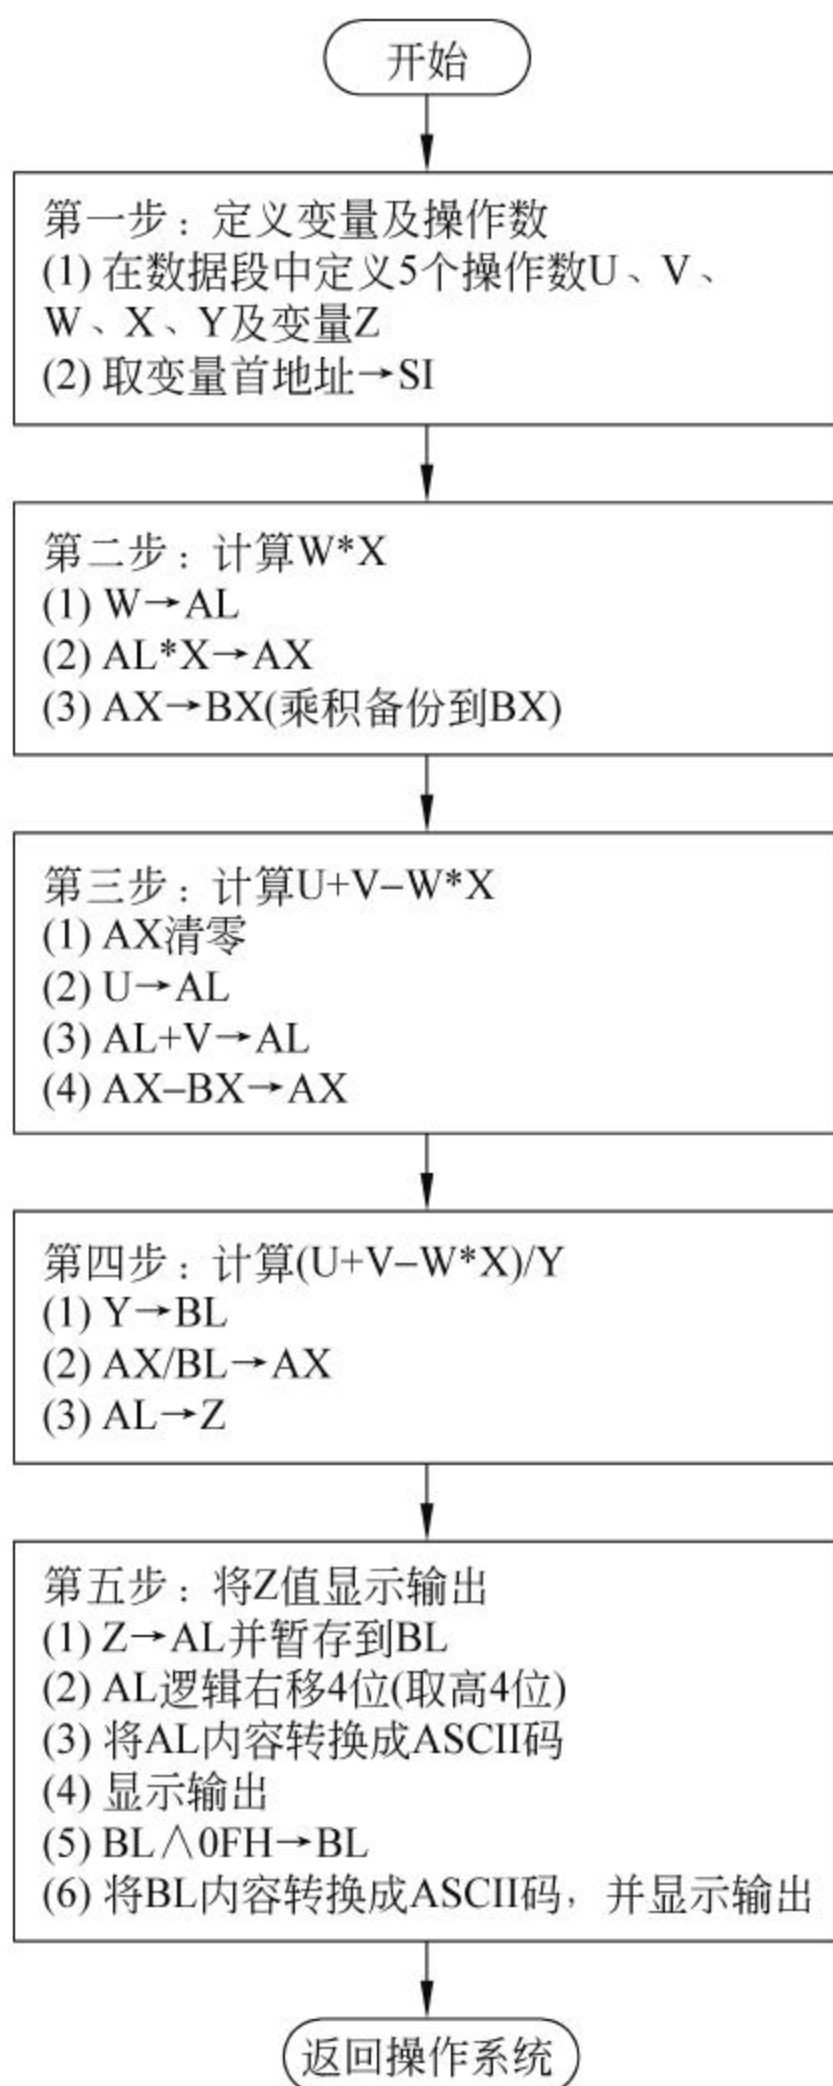 开始
第一步：定义变量及操作数
(1) 在数据段中定义5个操作数U、V、
W、X、Y及变量Z
(2) 取变量首地址→SI
第二步：计算W*X
(1) W→AL
(2) AL*X→AX
(3) AX→BX(乘积备份到BX)
第三步：计算U+V−W*X
(1) AX清零
(2) U→AL
(3) AL+V→AL
(4) AX−BX→AX
第四步：计算(U+V−W*X)/Y
(1) Y→BL
(2) AX/BL→AX
(3) AL→Z
第五步：将Z值显示输出
(1) Z→AL并暂存到BL
(2) AL逻辑右移4位(取高4位)
(3) 将AL内容转换成ASCII码
(4) 显示输出
(5) BL∧0FH→BL
(6) 将BL内容转换成ASCII码，并显示输出
返回操作系统